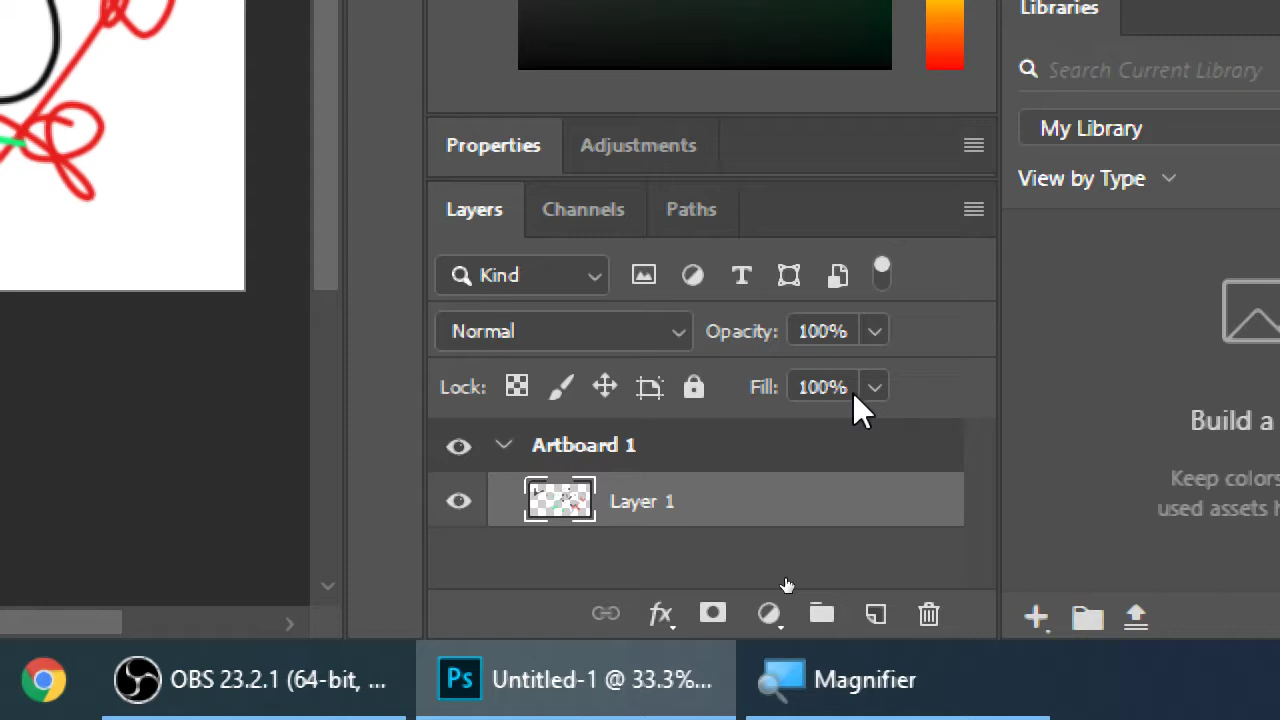 Libraries
Search Current Library
My Library
View by Type
Properties Adjustments
Layers Channels Paths
Kind
Normal Opacity: 100%
Lock: Fill: 100%
Artboard 1
Layer 1
Build a
Keep colors
used assets h
fx
OBS 23.2.1 (64-bit, ...
Ps Untitled-1 @ 33.3%...
Magnifier